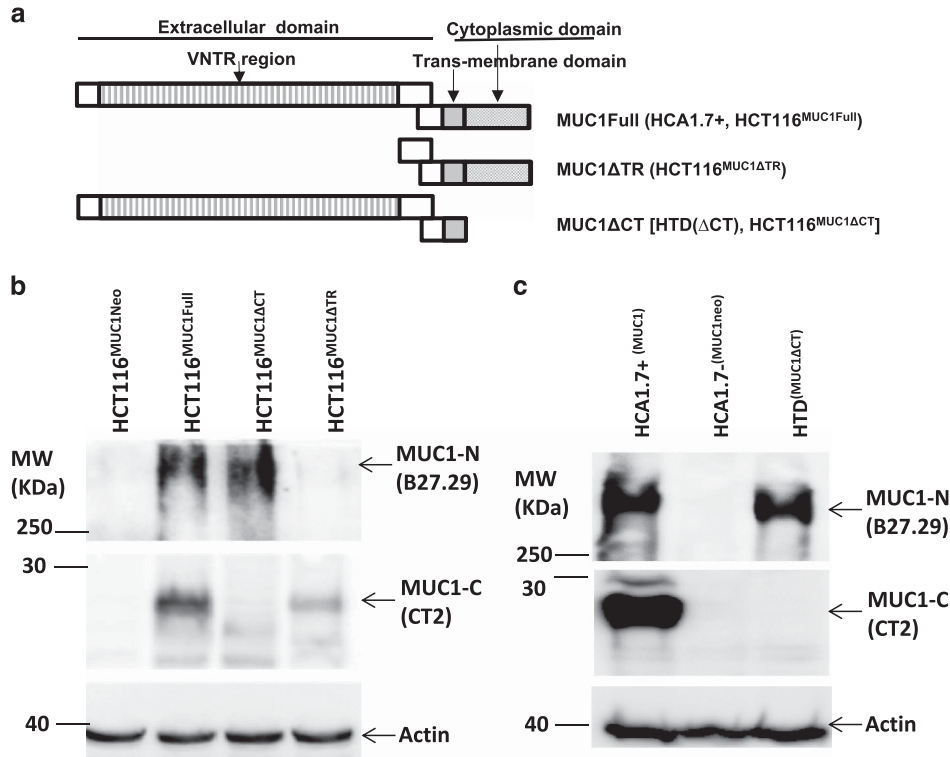 a
Extracellular domain
Cytoplasmic domain
VNTR region
Trans-membrane domain
MUC1Full (HCA1.7+, HCT116MUC1Full)
MUC1ΔTR (HCT116MUC1ΔTR)
MUC1ΔCT [HTD(ΔCT), HCT116MUC1ΔCT]
b
HCT116MUC1Neo
HCT116MUC1Full
HCT116MUC1ΔCT
HCT116MUC1ΔTR
MW
(KDa)
250
30
40
MUC1-N
(B27.29)
MUC1-C
(CT2)
Actin
c
HCA1.7+ (MUC1)
HCA1.7-(MUC1neo)
HTD(MUC1ΔCT)
MW
(KDa)
250
30
40
MUC1-N
(B27.29)
MUC1-C
(CT2)
Actin